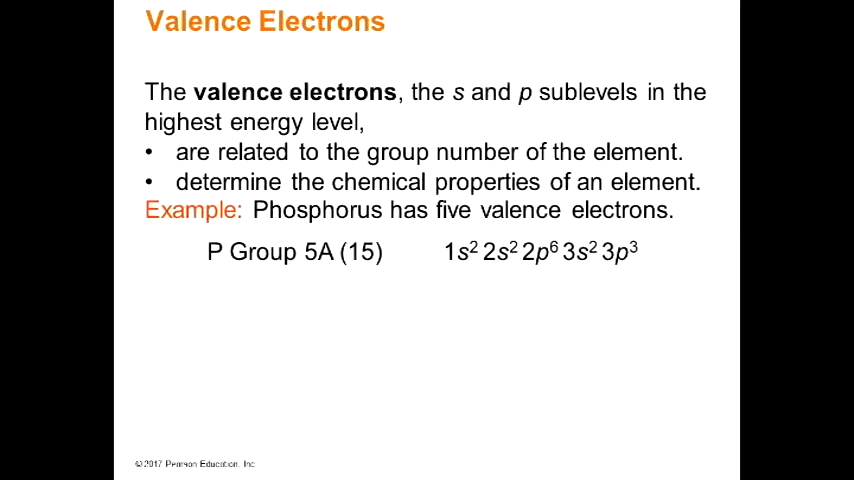 Valence Electrons
The valence electrons, the s and p sublevels in the
highest energy level,
• are related to the group number of the element.
• determine the chemical properties of an element.
Example: Phosphorus has five valence electrons.
P Group 5A (15) 1s² 2s² 2p⁶ 3s² 3p³
© 2017 Pearson Education, Inc